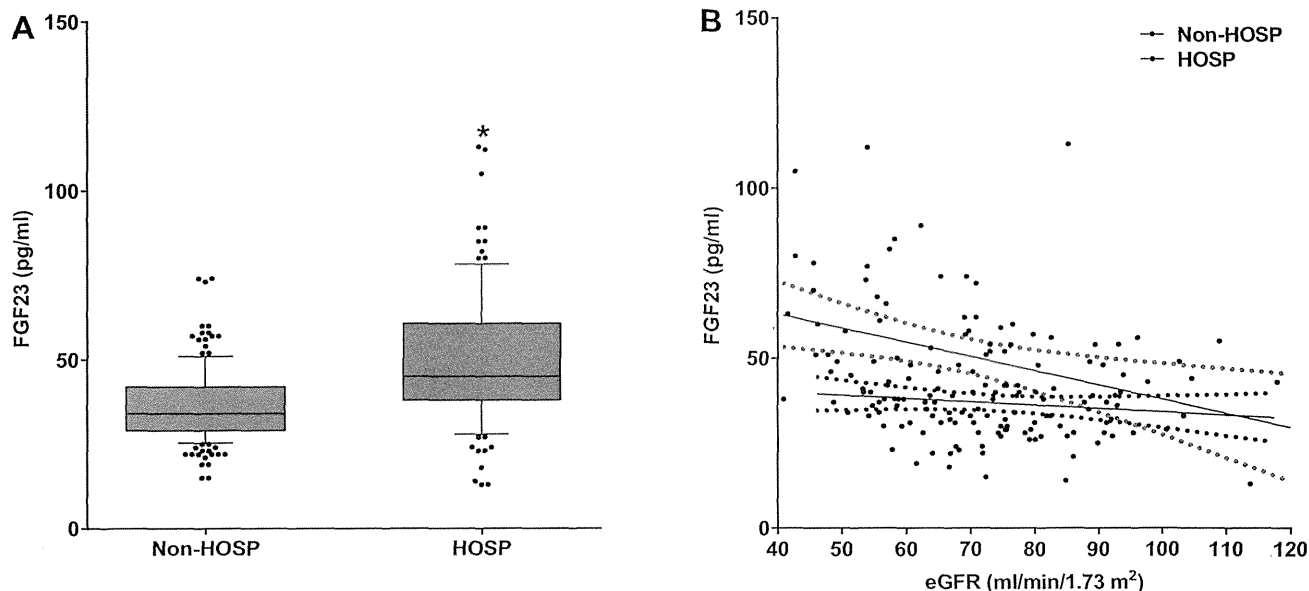 A
150
100
50
0
FGF23 (pg/ml)
*
Non-HOSP
HOSP
B
150
100
50
0
FGF23 (pg/ml)
Non-HOSP
HOSP
40 50 60 70 80 90 100 110 120
eGFR (ml/min/1.73 m²)